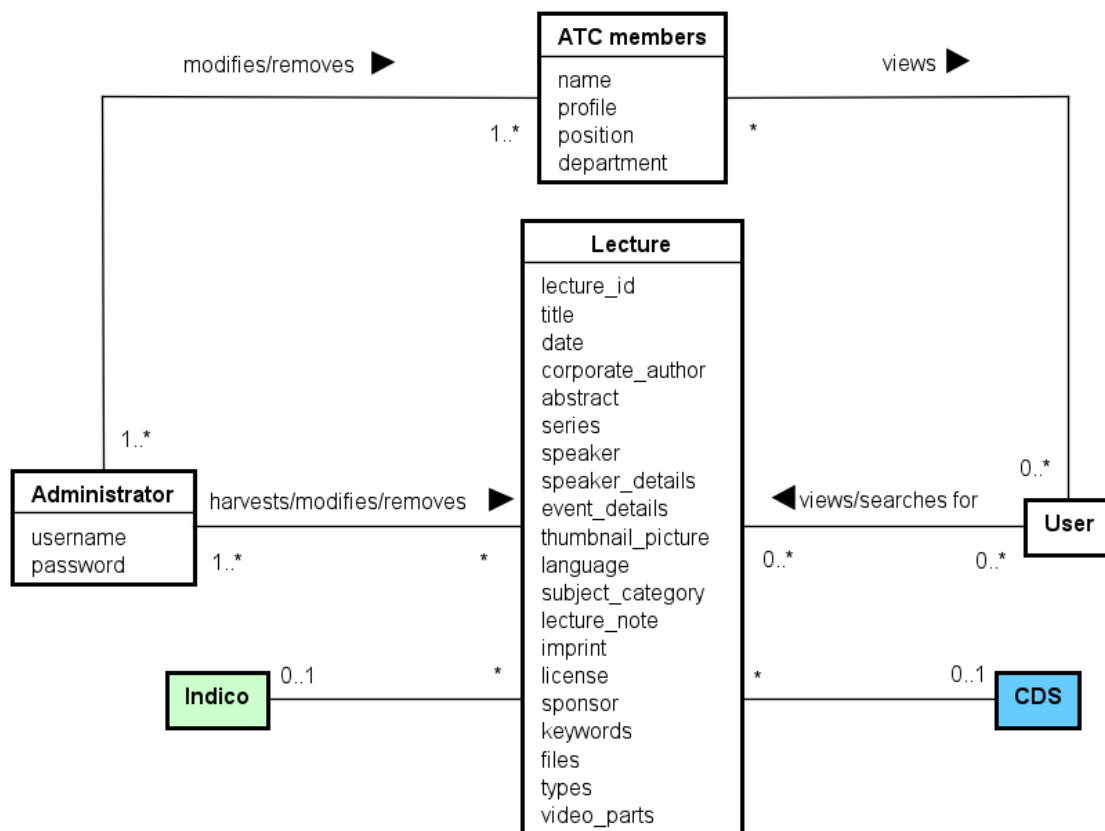 ATC members
name
profile
position
department
modifies/removes
views
1..*
*
Lecture
lecture_id
title
date
corporate_author
abstract
series
speaker
speaker_details
event_details
thumbnail_picture
language
subject_category
lecture_note
imprint
license
sponsor
keywords
files
types
video_parts
1..*
Administrator
username
password
harvests/modifies/removes
1..*
*
0..*
User
views/searches for
0..*
0..*
Indico
0..1
*
*
0..1
CDS